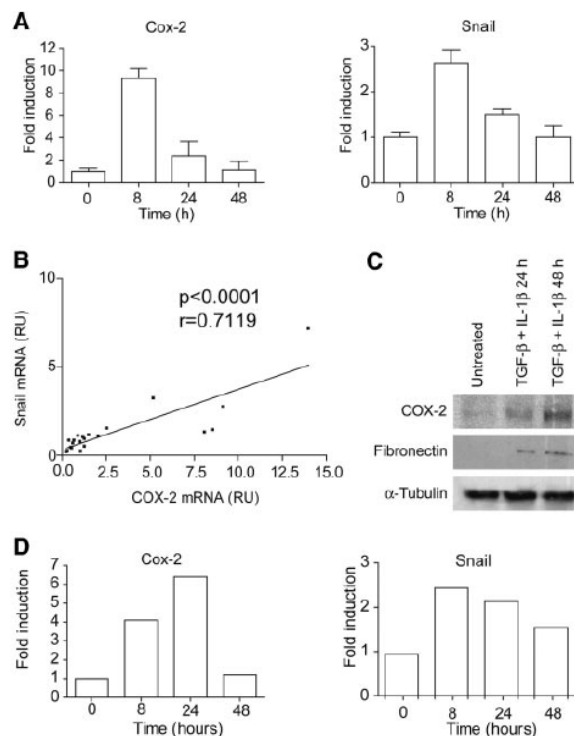 A
Cox-2
Snail
Fold induction
12
10
8
6
4
2
0
0
8
24
48
Time (h)
Fold induction
3
2
1
0
0
8
24
48
Time (h)
B
Snail mRNA (RU)
10
5
0
p<0.0001
r=0.7119
0.0
2.5
5.0
7.5
10.0
12.5
15.0
COX-2 mRNA (RU)
C
Untreated
TGF-β + IL-1β 24 h
TGF-β + IL-1β 48 h
COX-2
Fibronectin
α-Tubulin
D
Cox-2
Fold induction
7
6
5
4
3
2
1
0
0
8
24
48
Time (hours)
Snail
Fold induction
3
2
1
0
0
8
24
48
Time (hours)